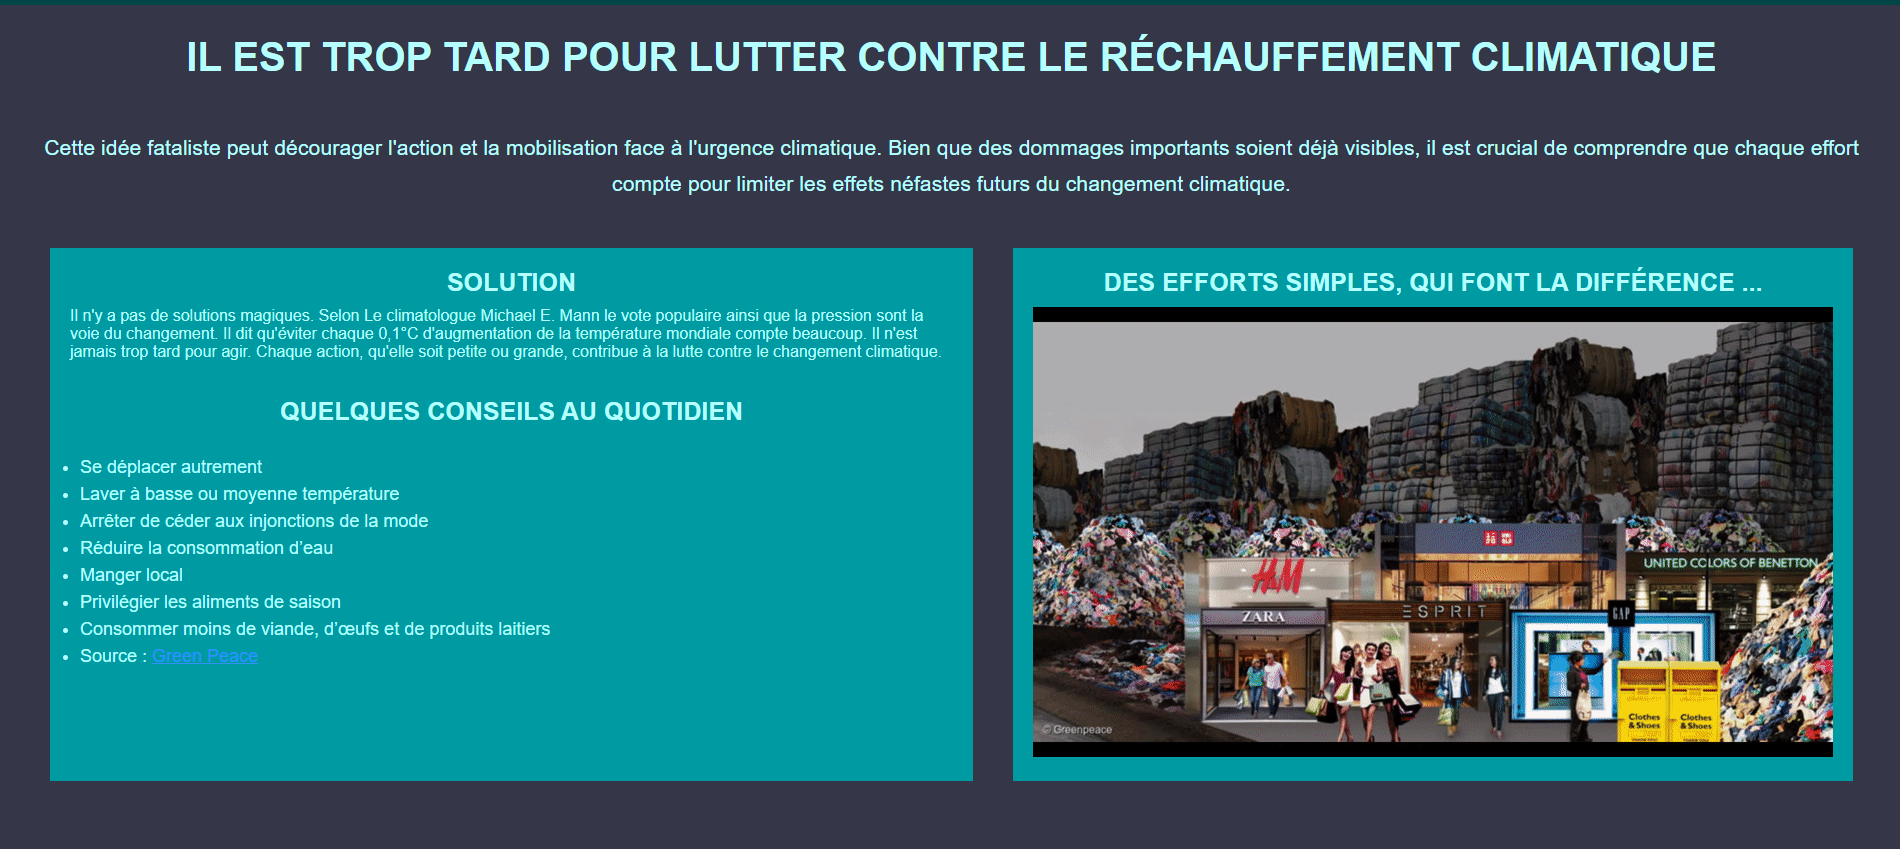 IL EST TROP TARD POUR LUTTER CONTRE LE RÉCHAUFFEMENT CLIMATIQUE
Cette idée fataliste peut décourager l'action et la mobilisation face à l'urgence climatique. Bien que des dommages importants soient déjà visibles, il est crucial de comprendre que chaque effort
compte pour limiter les effets néfastes futurs du changement climatique.
SOLUTION
Il n'y a pas de solutions magiques. Selon Le climatologue Michael E. Mann le vote populaire ainsi que la pression sont la
voie du changement. Il dit qu'éviter chaque 0,1°C d'augmentation de la température mondiale compte beaucoup. Il n'est
jamais trop tard pour agir. Chaque action, qu'elle soit petite ou grande, contribue à la lutte contre le changement climatique.
QUELQUES CONSEILS AU QUOTIDIEN
• Se déplacer autrement
• Laver à basse ou moyenne température
• Arrêter de céder aux injonctions de la mode
• Réduire la consommation d’eau
• Manger local
• Privilégier les aliments de saison
• Consommer moins de viande, d’œufs et de produits laitiers
• Source : Green Peace
DES EFFORTS SIMPLES, QUI FONT LA DIFFÉRENCE ...
UNITED COLORS OF BENETTON
H&M
ZARA
ESPRIT
GAP
Clothes
& Shoes
Clothes
& Shoes
© Greenpeace